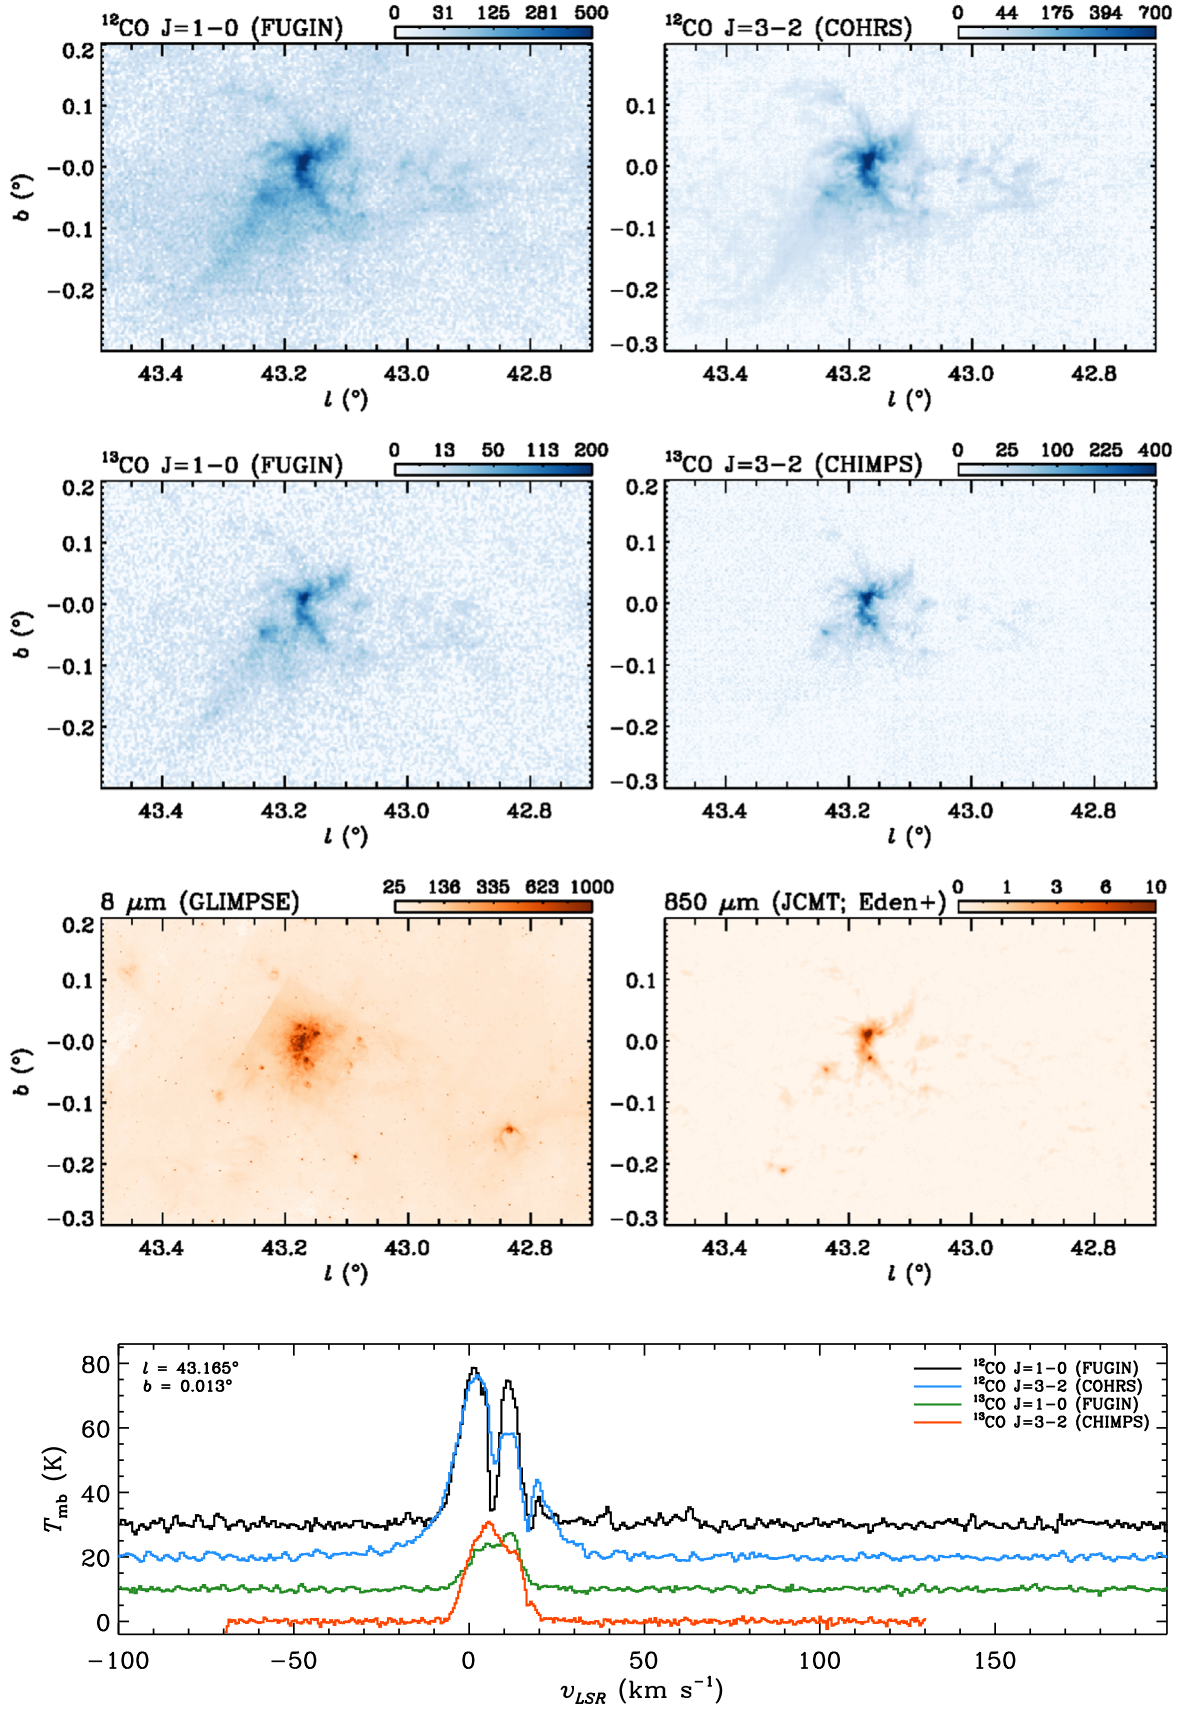 ¹²CO J=1−0 (FUGIN)
0 31 125 281 500
0.2
0.1
−0.0
−0.1
−0.2
b (°)
43.4 43.2 43.0 42.8
l (°)
¹²CO J=3−2 (COHRS)
0 44 175 394 700
0.1
0.0
−0.1
−0.2
−0.3
43.4 43.2 43.0 42.8
l (°)
¹³CO J=1−0 (FUGIN)
0 13 50 113 200
0.2
0.1
−0.0
−0.1
−0.2
b (°)
43.4 43.2 43.0 42.8
l (°)
¹³CO J=3−2 (CHIMPS)
0 25 100 225 400
0.1
0.0
−0.1
−0.2
−0.3
43.4 43.2 43.0 42.8
l (°)
8 μm (GLIMPSE)
25 136 335 623 1000
0.2
0.1
−0.0
−0.1
−0.2
−0.3
b (°)
43.4 43.2 43.0 42.8
l (°)
850 μm (JCMT; Eden+)
0 1 3 6 10
0.1
0.0
−0.1
−0.2
−0.3
43.4 43.2 43.0 42.8
l (°)
l = 43.165°
b = 0.013°
¹²CO J=1−0 (FUGIN)
¹²CO J=3−2 (COHRS)
¹³CO J=1−0 (FUGIN)
¹³CO J=3−2 (CHIMPS)
80
60
40
20
0
T_mb (K)
−100 −50 0 50 100 150
v_LSR (km s⁻¹)